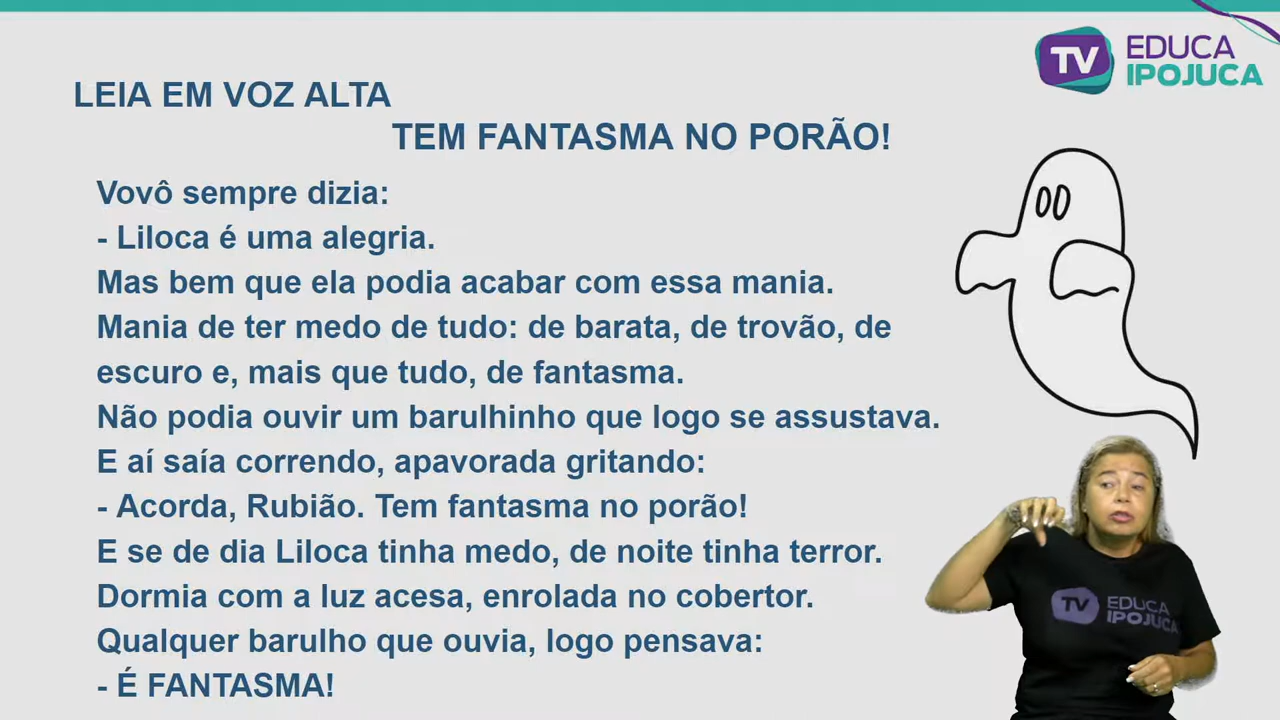 TV EDUCA
IPOJUCA
LEIA EM VOZ ALTA
TEM FANTASMA NO PORÃO!
Vovô sempre dizia:
- Liloca é uma alegria.
Mas bem que ela podia acabar com essa mania.
Mania de ter medo de tudo: de barata, de trovão, de
escuro e, mais que tudo, de fantasma.
Não podia ouvir um barulhinho que logo se assustava.
E aí saía correndo, apavorada gritando:
- Acorda, Rubião. Tem fantasma no porão!
E se de dia Liloca tinha medo, de noite tinha terror.
Dormia com a luz acesa, enrolada no cobertor.
Qualquer barulho que ouvia, logo pensava:
- É FANTASMA!
TV EDUCA
IPOJUCA